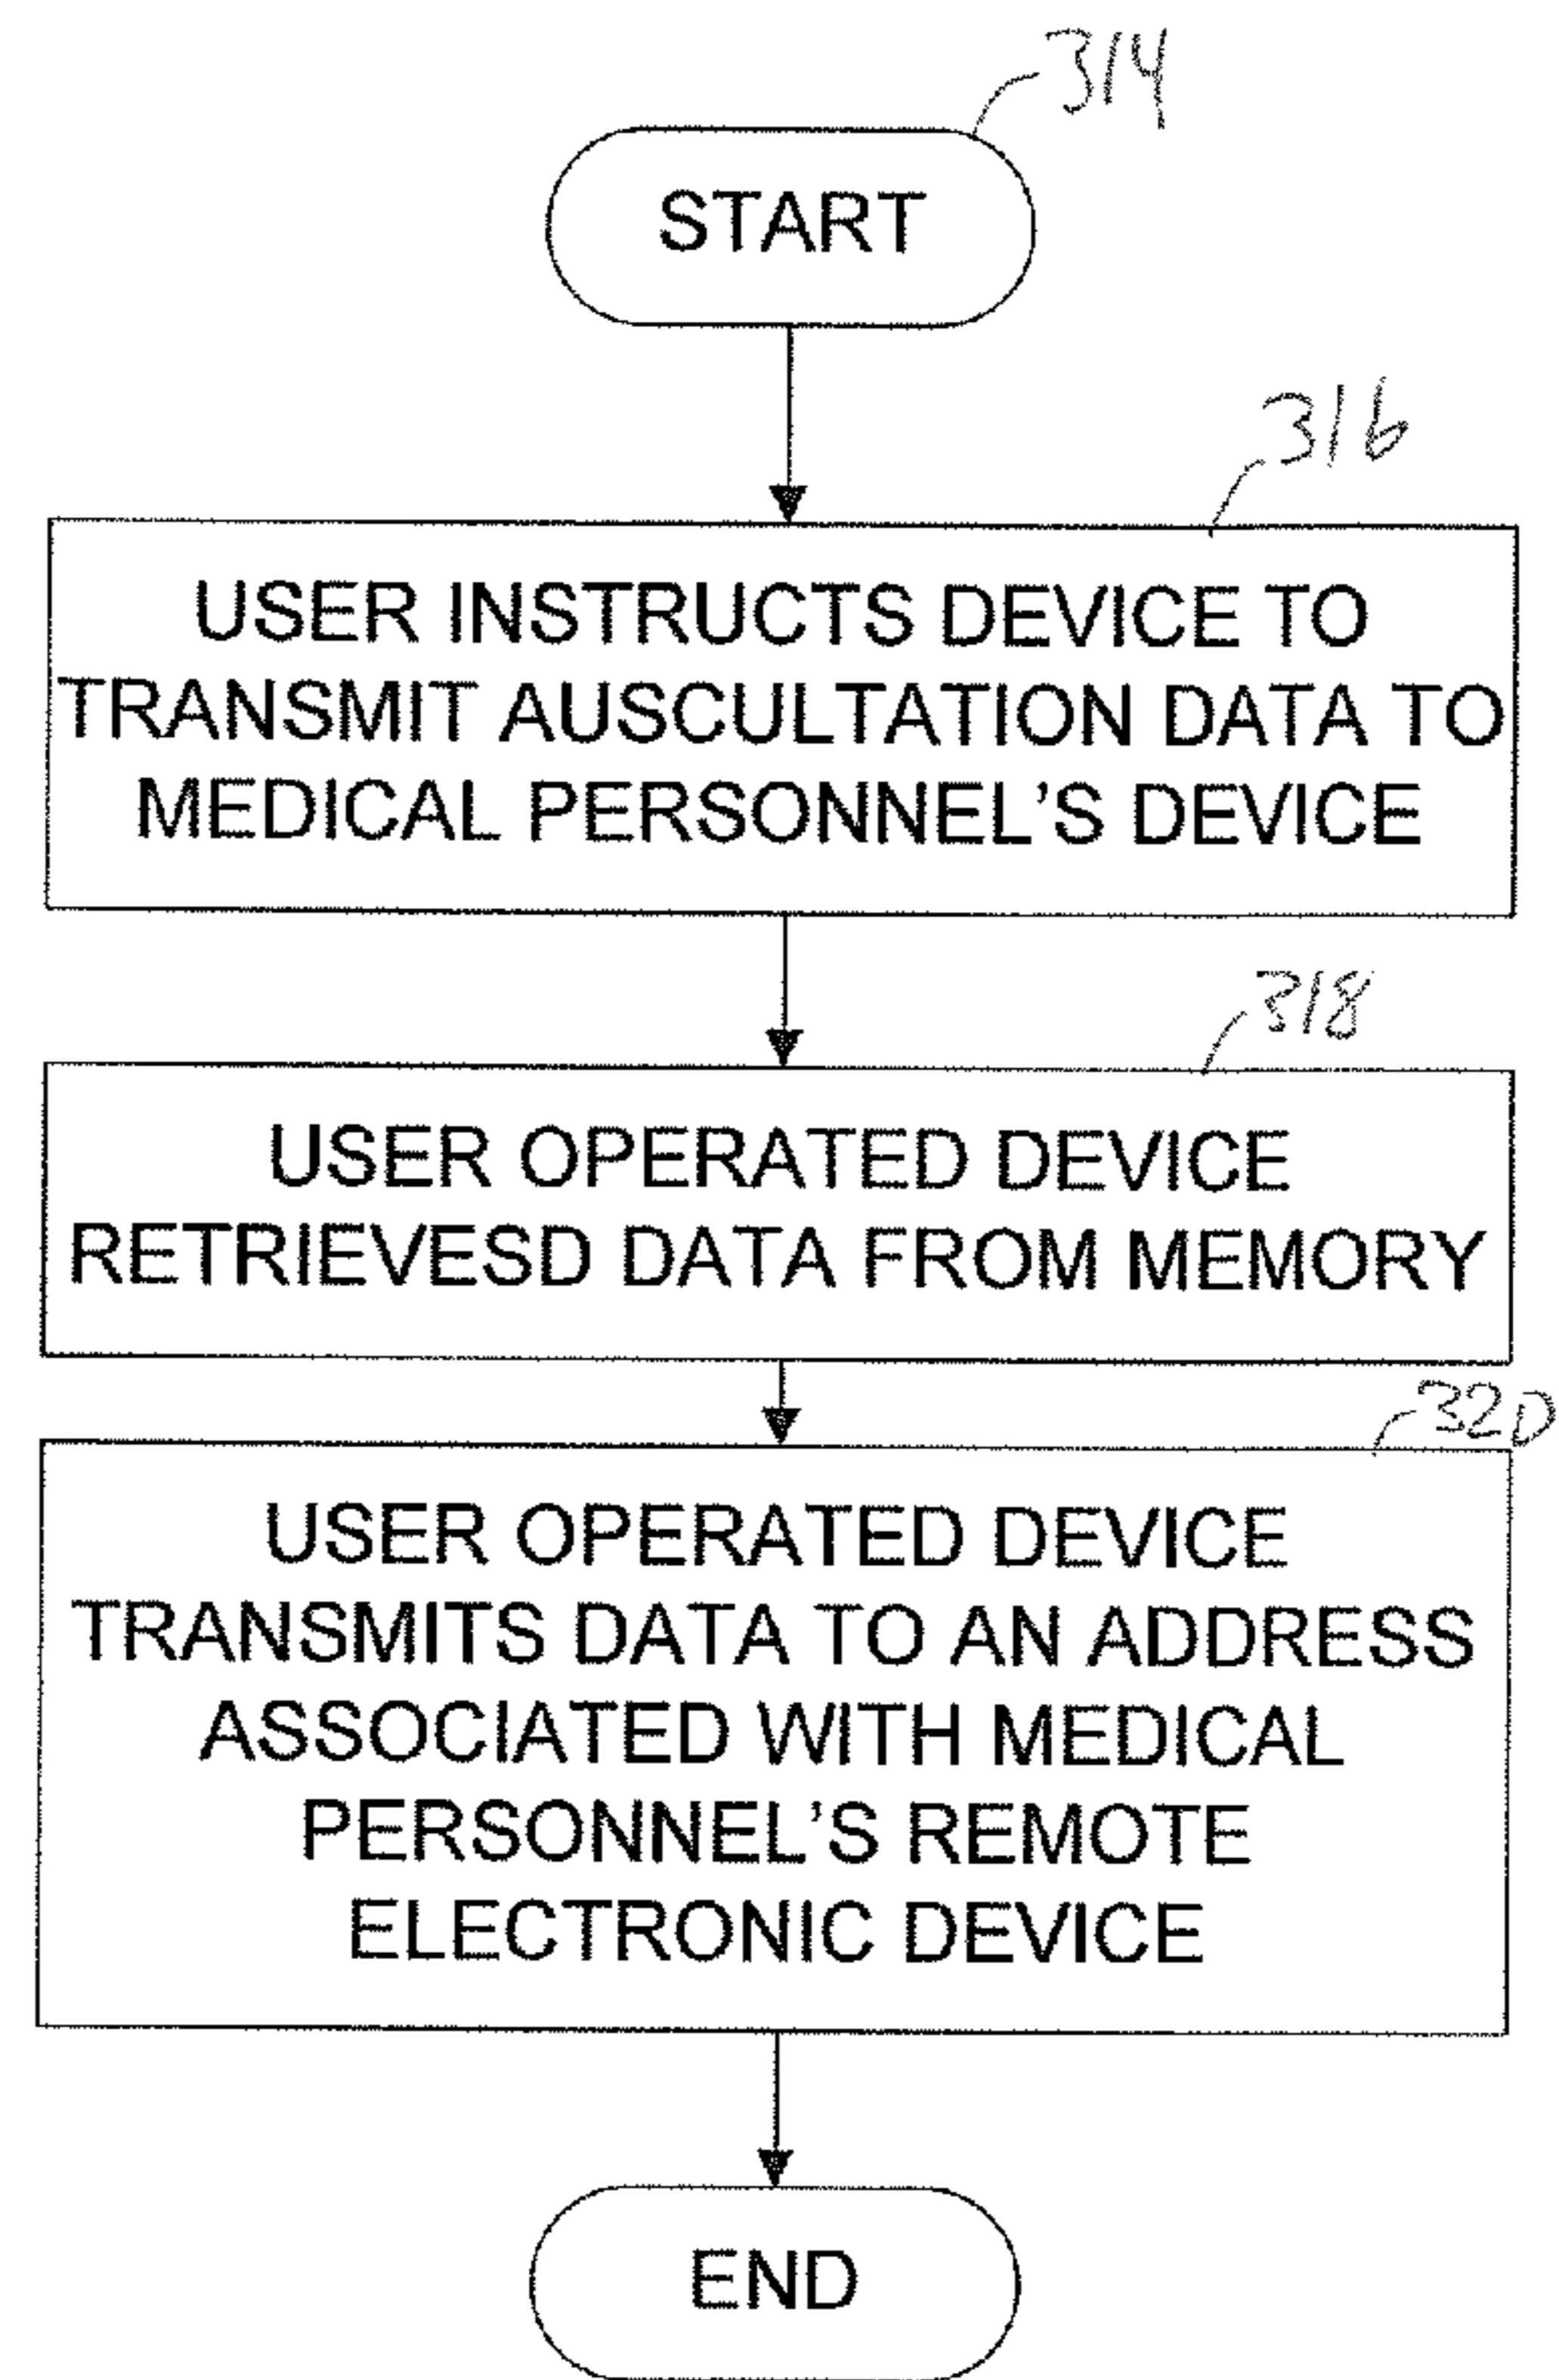 314
START
316
USER INSTRUCTS DEVICE TO
TRANSMIT AUSCULTATION DATA TO
MEDICAL PERSONNEL'S DEVICE
318
USER OPERATED DEVICE
RETRIEVESD DATA FROM MEMORY
320
USER OPERATED DEVICE
TRANSMITS DATA TO AN ADDRESS
ASSOCIATED WITH MEDICAL
PERSONNEL'S REMOTE
ELECTRONIC DEVICE
END